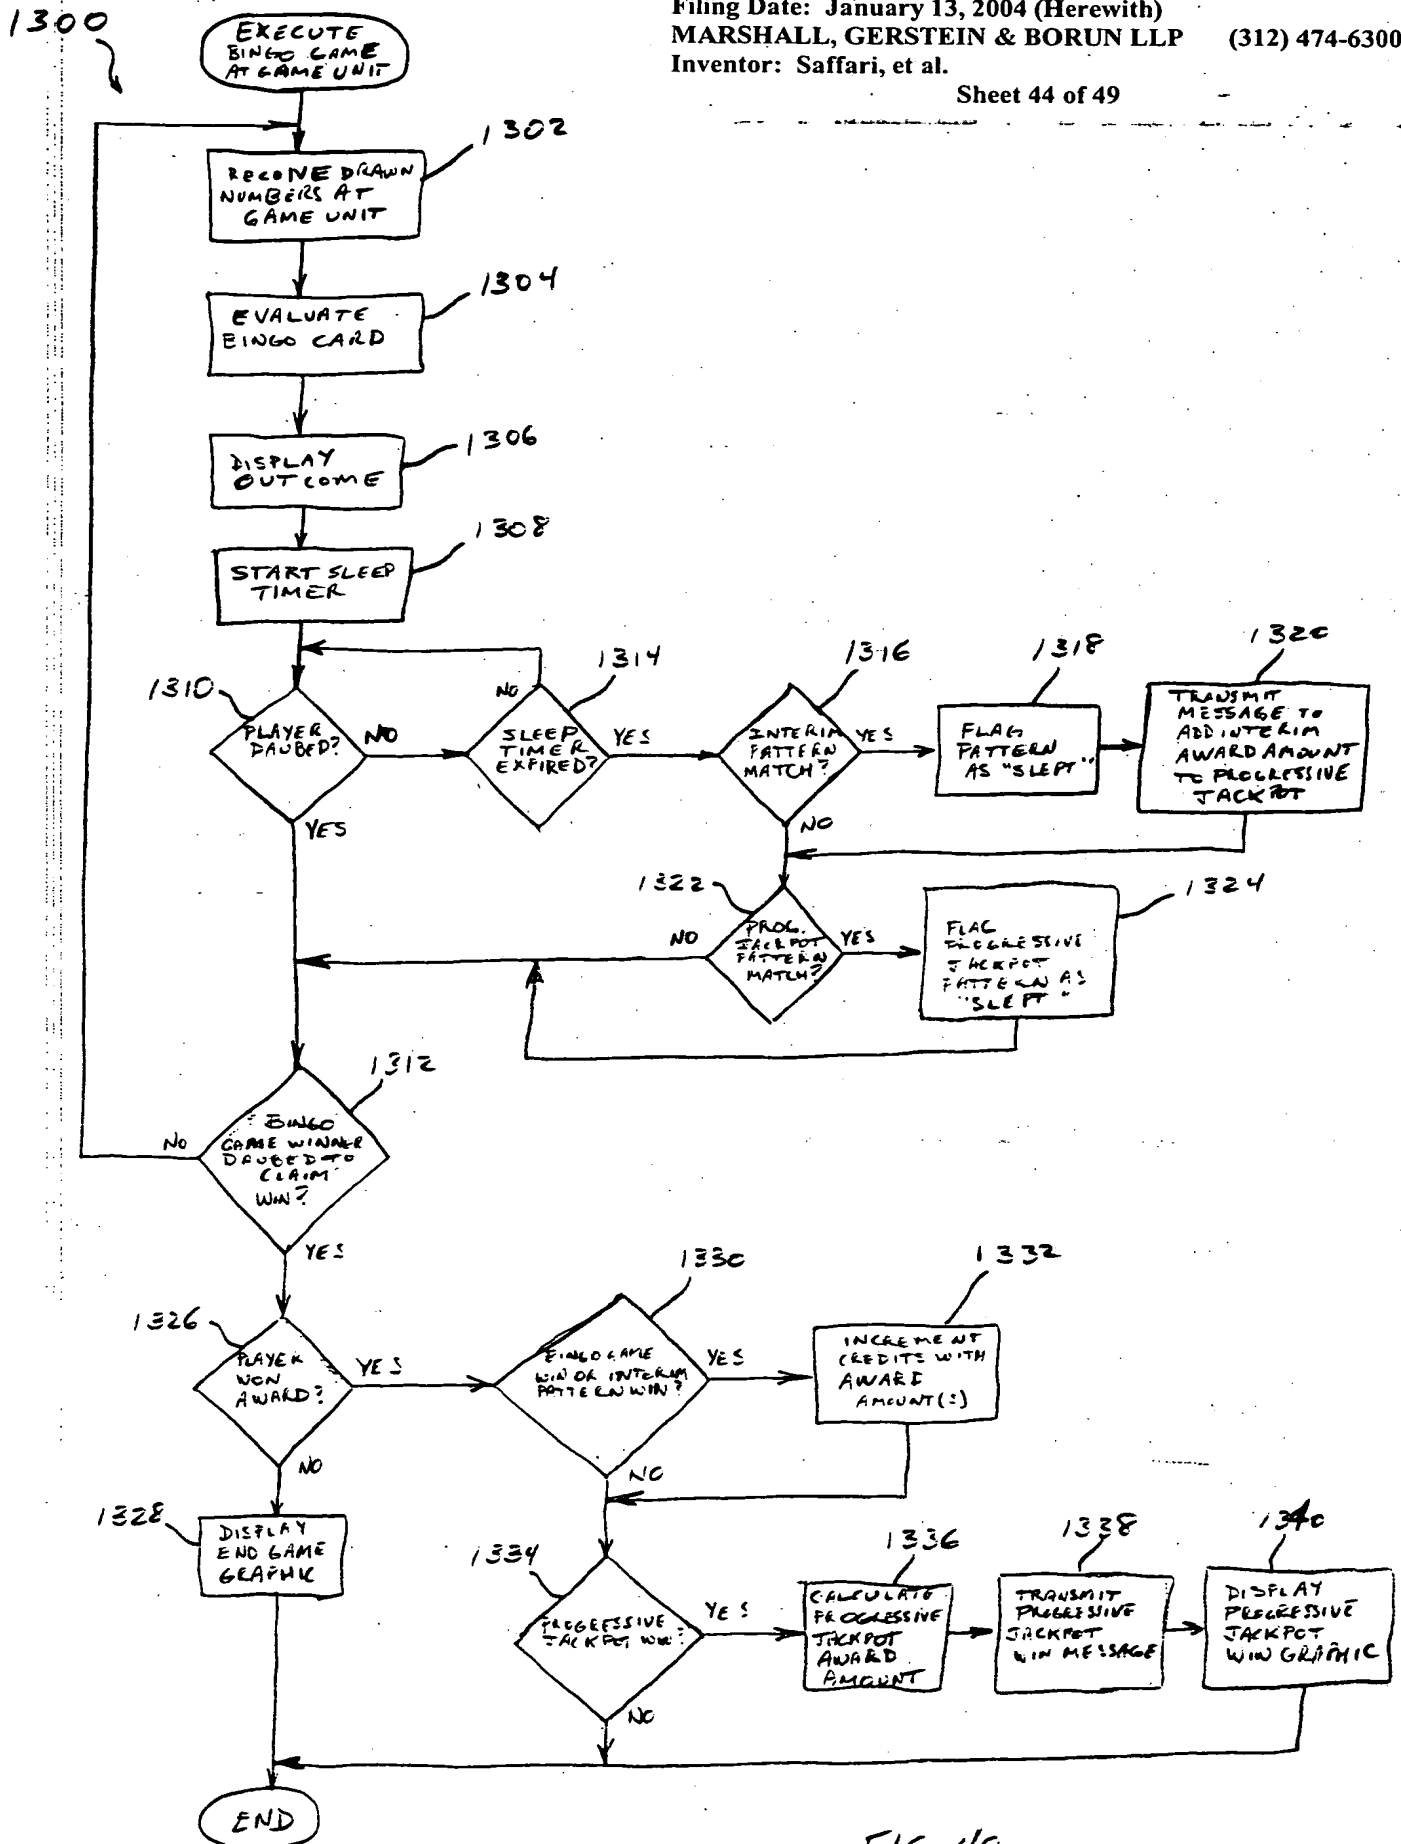 Filing Date: January 13, 2004 (Herewith)
MARSHALL, GERSTEIN & BORUN LLP (312) 474-6300
Inventor: Saffari, et al.
Sheet 44 of 49
1300
EXECUTE
BINGO GAME
AT GAME UNIT
1302
RECEIVE DRAWN
NUMBERS AT
GAME UNIT
1304
EVALUATE
BINGO CARD
1306
DISPLAY
OUTCOME
1308
START SLEEP
TIMER
1310
PLAYER
DAUBED?
NO
YES
1314
NO
SLEEP
TIMER
EXPIRED?
YES
1316
INTERIM
PATTERN
MATCH?
YES
NO
1318
FLAG
PATTERN
AS "SLEPT"
1320
TRANSMIT
MESSAGE TO
ADD INTERIM
AWARD AMOUNT
TO PROGRESSIVE
JACKPOT
1322
PROG.
JACKPOT
PATTERN
MATCH?
NO
YES
1324
FLAG
PROGRESSIVE
JACKPOT
PATTERN AS
"SLEPT"
1312
BINGO
GAME WINNER
DAUBED TO
CLAIM
WIN?
NO
YES
1326
PLAYER
WON
AWARD?
YES
NO
1328
DISPLAY
END GAME
GRAPHIC
1330
BINGO GAME
WIN OR INTERIM
PATTERN WIN?
YES
NO
1332
INCREMENT
CREDITS WITH
AWARD
AMOUNT(S)
1334
PROGRESSIVE
JACKPOT WIN?
YES
NO
1336
CALCULATE
PROGRESSIVE
JACKPOT
AWARD
AMOUNT
1338
TRANSMIT
PROGRESSIVE
JACKPOT
WIN MESSAGE
1340
DISPLAY
PROGRESSIVE
JACKPOT
WIN GRAPHIC
END